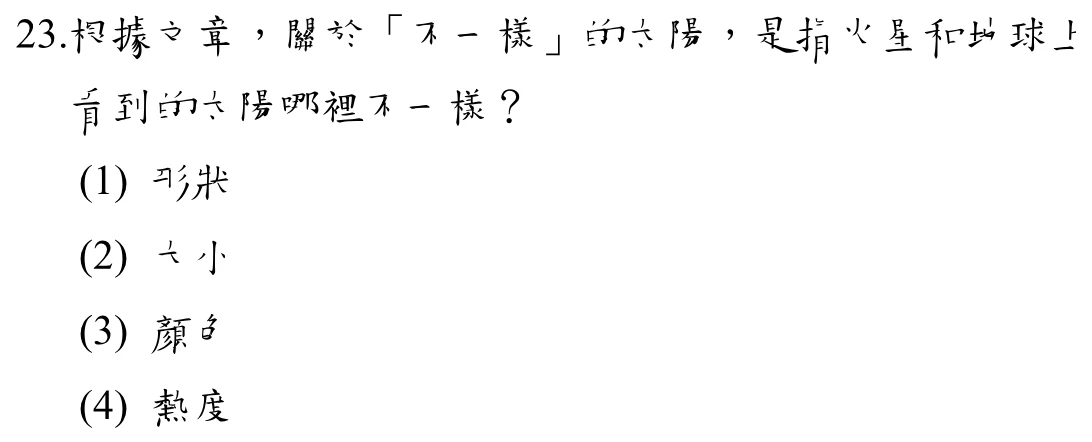 23.根據文章，關於「不一樣」的太陽，是指火星和地球上
看到的太陽哪裡不一樣？
(1) 形狀
(2) 大小
(3) 顏色
(4) 熱度